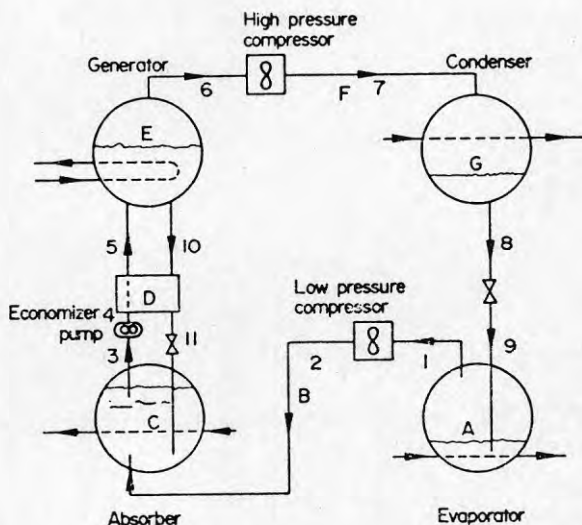 High pressure
compressor
Generator
Condenser
6
F
7
E
G
5
10
8
D
Low pressure
compressor
Economizer 4
pump
3
11
2
1
9
B
C
A
Absorber
Evaporator